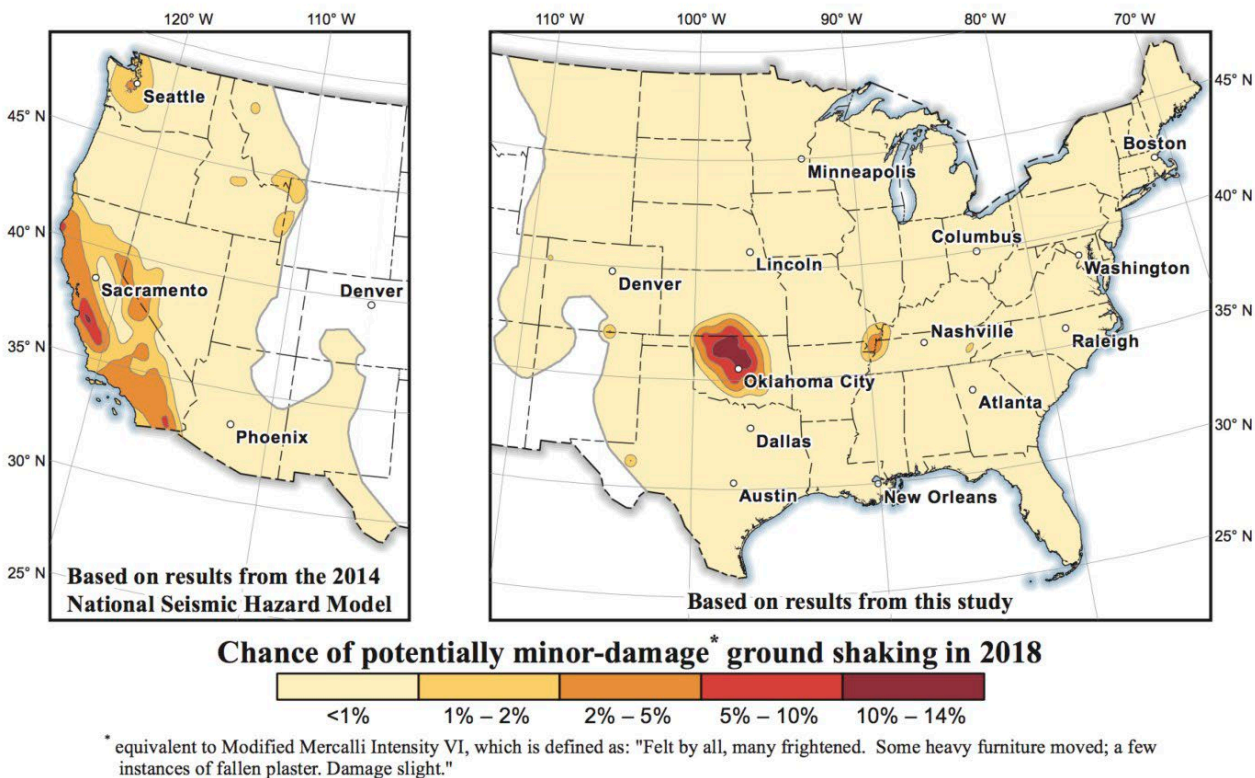 120° W
110° W
110° W
100° W
90° W
80° W
70° W
45° N
40° N
35° N
30° N
25° N
Seattle
Sacramento
Denver
Phoenix
Based on results from the 2014
National Seismic Hazard Model
Minneapolis
Boston
Columbus
Lincoln
Washington
Denver
Nashville
Raleigh
Oklahoma City
Atlanta
Dallas
Austin
New Orleans
45° N
40° N
35° N
30° N
25° N
Based on results from this study
Chance of potentially minor-damage* ground shaking in 2018
<1%
1% – 2%
2% – 5%
5% – 10%
10% – 14%
* equivalent to Modified Mercalli Intensity VI, which is defined as: "Felt by all, many frightened. Some heavy furniture moved; a few
instances of fallen plaster. Damage slight."